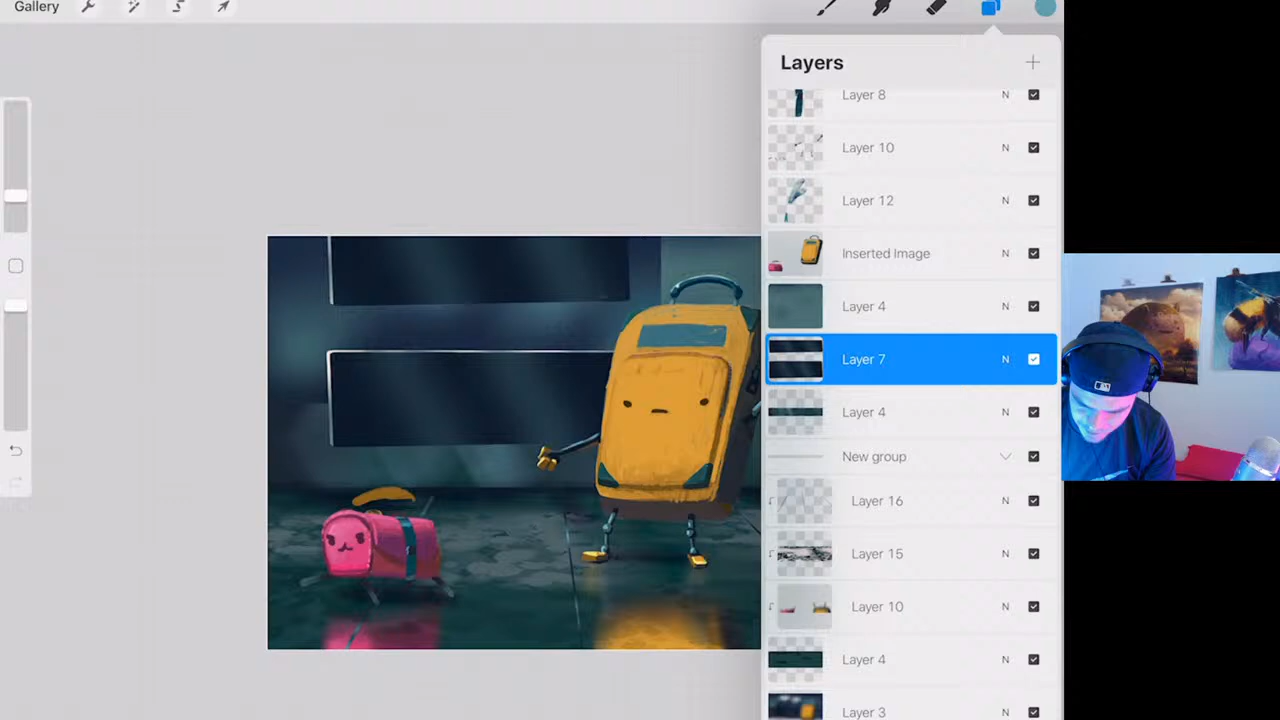 Gallery
Layers
Layer 8 N
Layer 10 N
Layer 12 N
Inserted Image N
Layer 4 N
Layer 7 N
Layer 4 N
New group
Layer 16 N
Layer 15 N
Layer 10 N
Layer 4 N
Layer 3 N